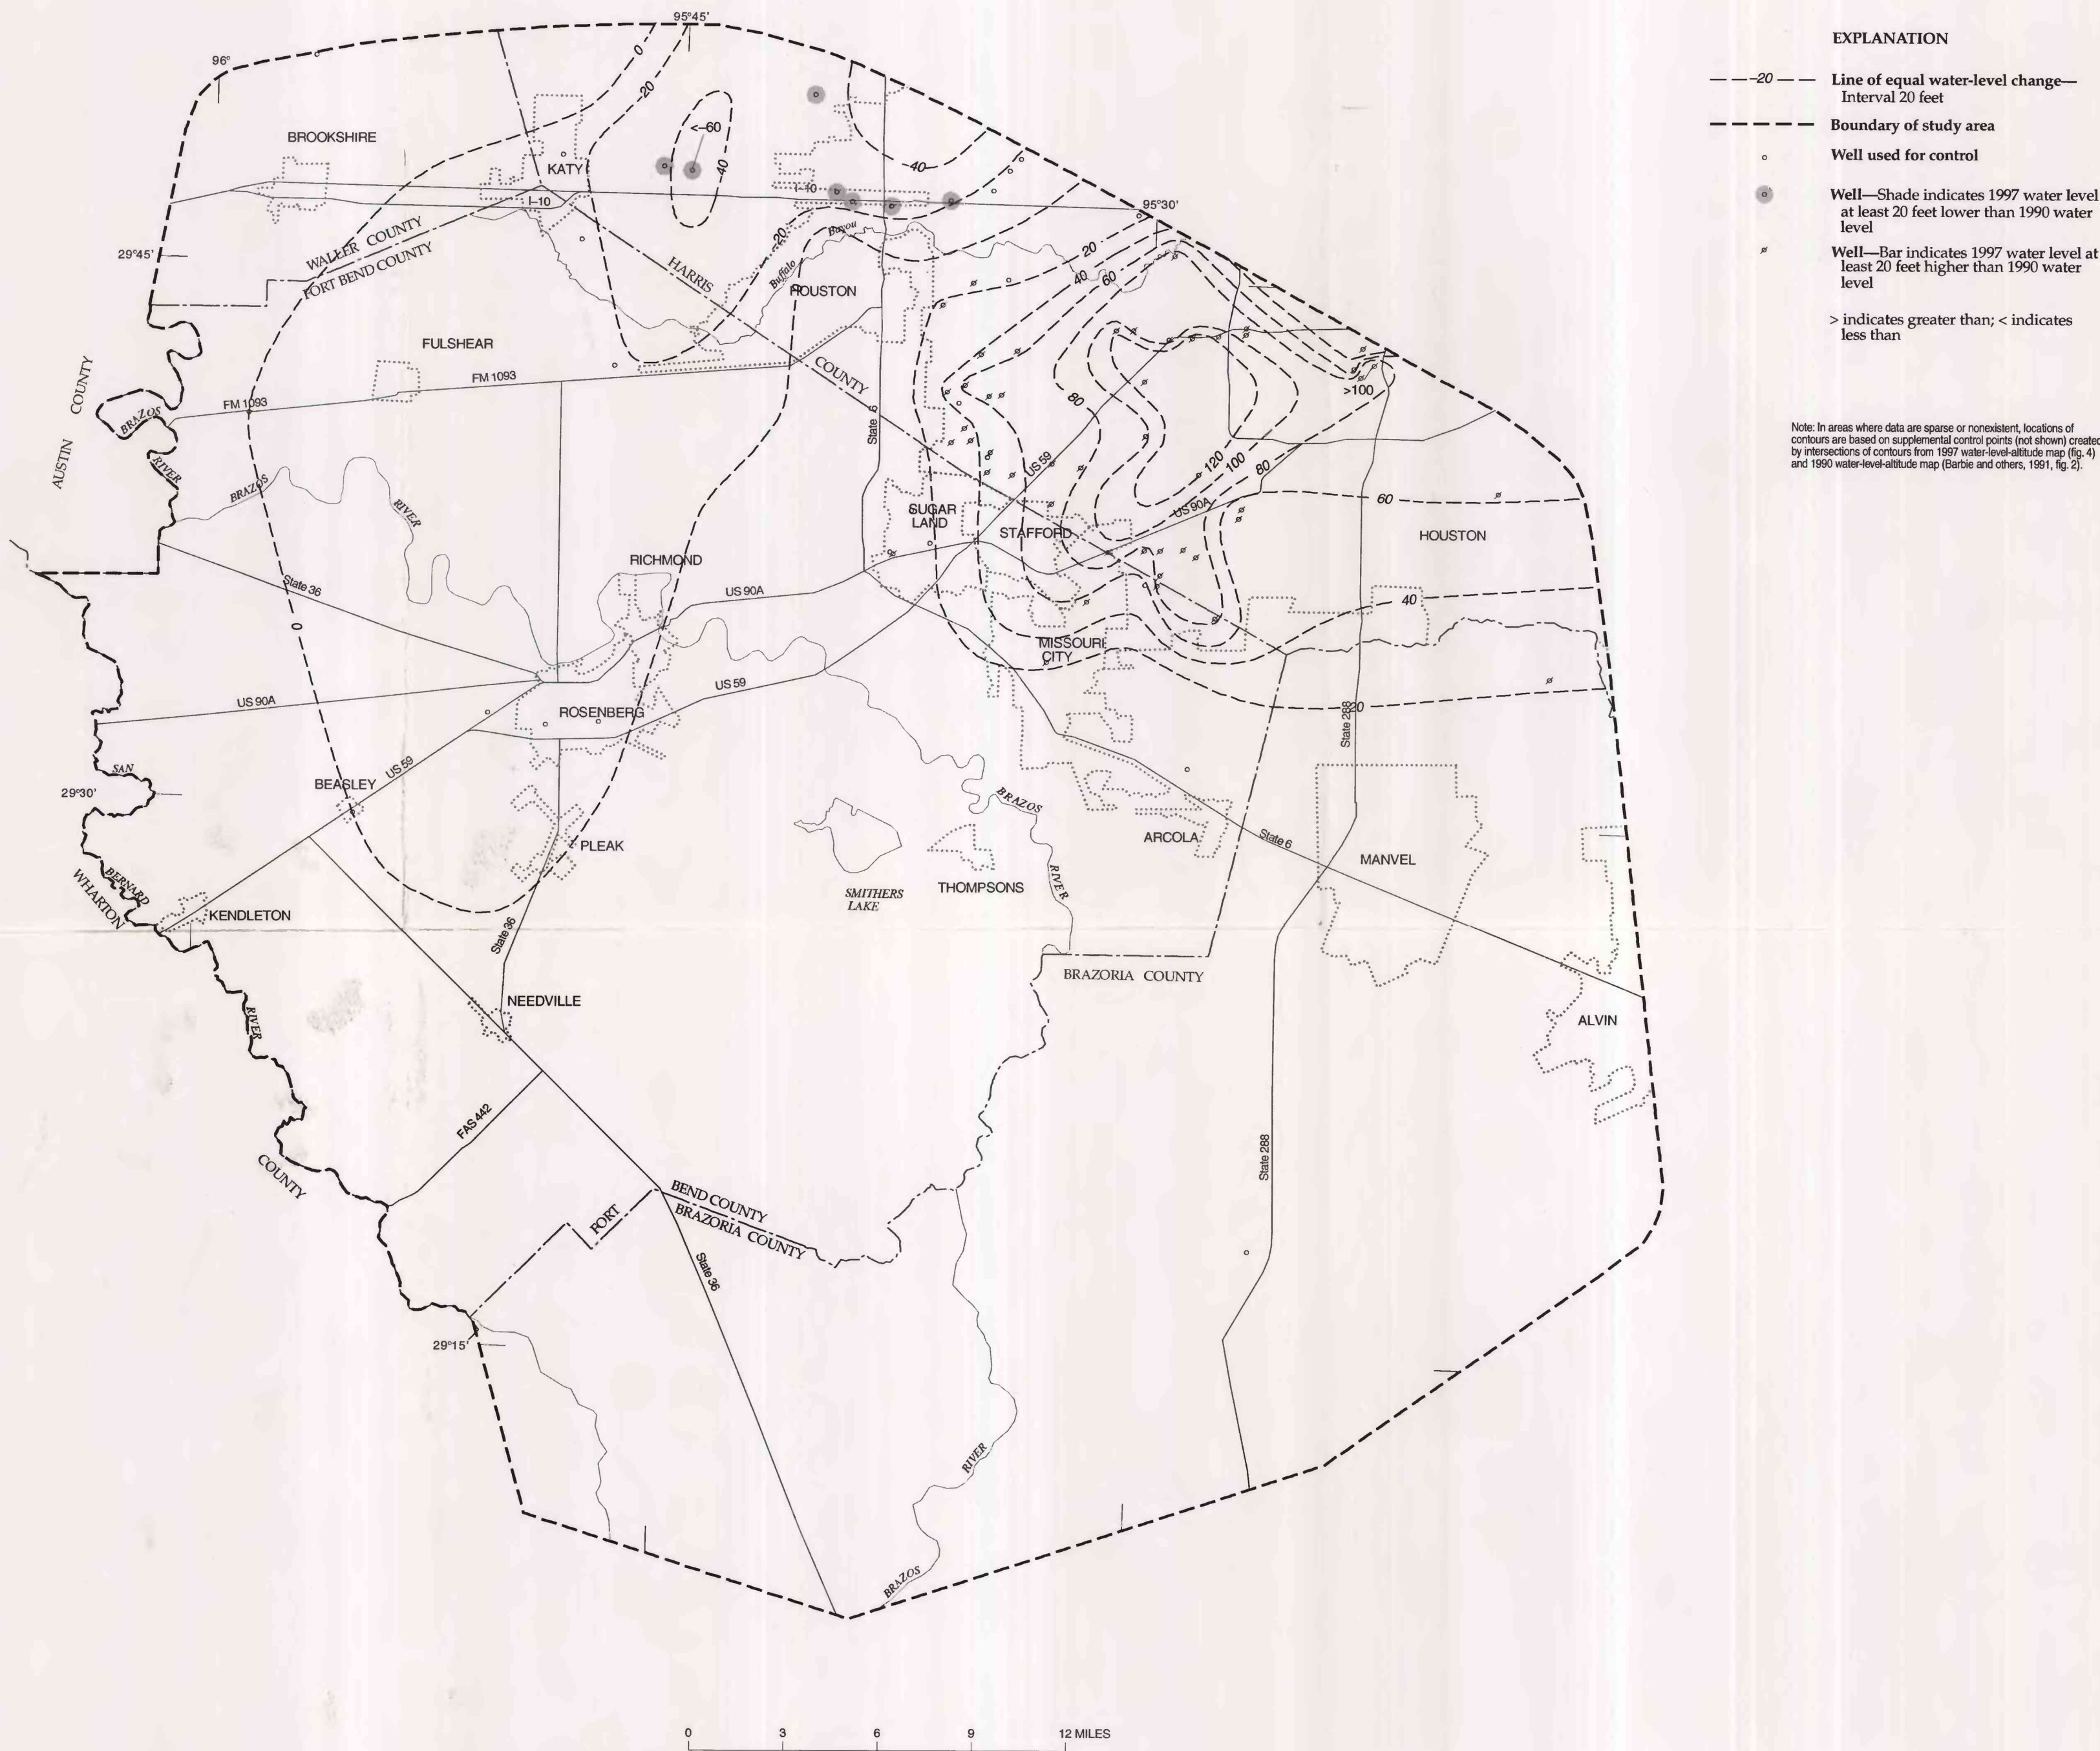 95°45'
EXPLANATION
0
96°
–20
Line of equal water-level change—
Interval 20 feet
–20
Boundary of study area
<–60
BROOKSHIRE
Well used for control
KATY
–40
–40
I–10
I–10
Well—Shade indicates 1997 water level
at least 20 feet lower than 1990 water
level
95°30'
WALLER COUNTY
FORT BEND COUNTY
–20
Bayou
Buffalo
29°45'
20
Well—Bar indicates 1997 water level at
least 20 feet higher than 1990 water
level
HARRIS
COUNTY
HOUSTON
40
60
> indicates greater than; < indicates
less than
FULSHEAR
FM 1093
FM 1093
AUSTIN
COUNTY
BRAZOS
RIVER
80
>100
State 6
Note: In areas where data are sparse or nonexistent, locations of
contours are based on supplemental control points (not shown) created
by intersections of contours from 1997 water-level-altitude map (fig. 4)
and 1990 water-level-altitude map (Barbie and others, 1991, fig. 2).
US 59
120
100
80
BRAZOS
RIVER
60
US 90A
SUGAR
LAND
STAFFORD
HOUSTON
RICHMOND
State 36
US 90A
40
0
MISSOURI
CITY
US 59
US 90A
ROSENBERG
20
State 288
SAN
BERNARD
RIVER
29°30'
BEASLEY
US 59
BRAZOS
RIVER
ARCOLA
State 6
PLEAK
MANVEL
WHARTON
COUNTY
SMITHERS
LAKE
THOMPSONS
KENDLETON
State 36
BRAZORIA COUNTY
NEEDVILLE
ALVIN
FAS 442
State 288
FORT
BEND COUNTY
BRAZORIA COUNTY
State 36
29°15'
RIVER
BRAZOS
0
3
6
9
12 MILES